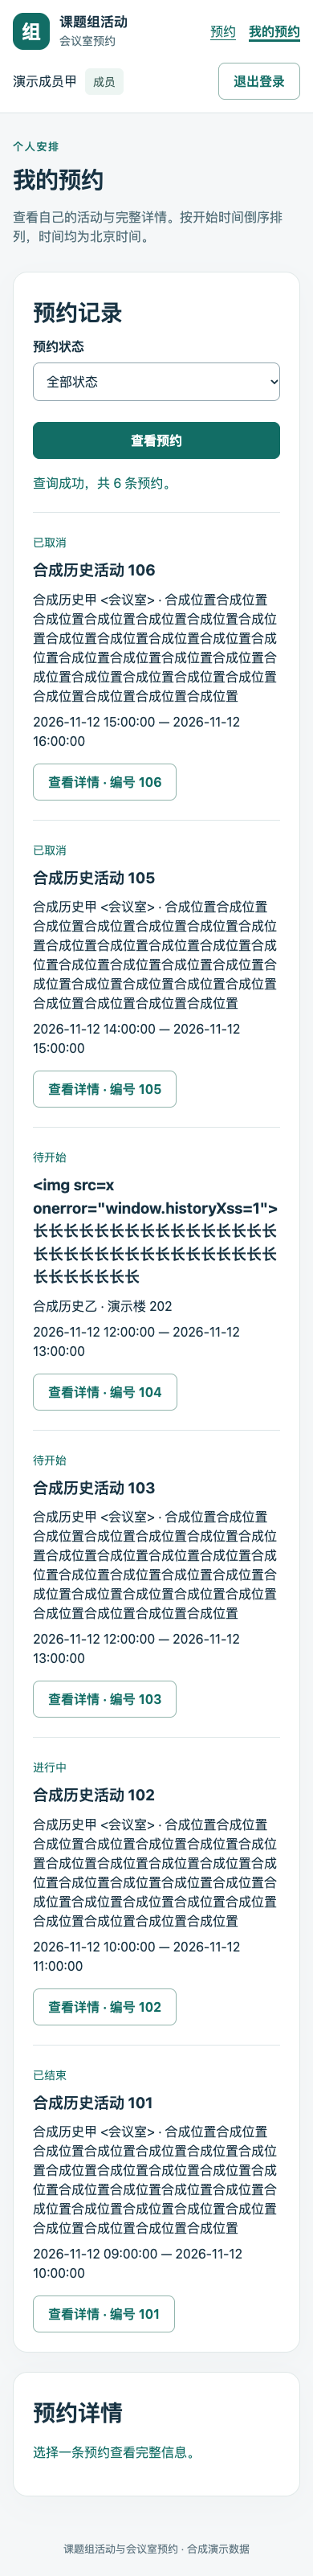 组
课题组活动
会议室预约
预约
我的预约
演示成员甲
成员
退出登录
个人安排
我的预约
查看自己的活动与完整详情。按开始时间倒序排
列，时间均为北京时间。
预约记录
预约状态
全部状态
查看预约
查询成功，共 6 条预约。
已取消
合成历史活动 106
合成历史甲 <会议室> · 合成位置合成位置
合成位置合成位置合成位置合成位置合成位
置合成位置合成位置合成位置合成位置合成
位置合成位置合成位置合成位置合成位置合
成位置合成位置合成位置合成位置合成位置
合成位置合成位置合成位置合成位置
2026-11-12 15:00:00 — 2026-11-12
16:00:00
查看详情 · 编号 106
已取消
合成历史活动 105
合成历史甲 <会议室> · 合成位置合成位置
合成位置合成位置合成位置合成位置合成位
置合成位置合成位置合成位置合成位置合成
位置合成位置合成位置合成位置合成位置合
成位置合成位置合成位置合成位置合成位置
合成位置合成位置合成位置合成位置
2026-11-12 14:00:00 — 2026-11-12
15:00:00
查看详情 · 编号 105
待开始
<img src=x
onerror="window.historyXss=1">
长长长长长长长长长长长长长长长长
长长长长长长长长长长长长长长长长
长长长长长长长
合成历史乙 · 演示楼 202
2026-11-12 12:00:00 — 2026-11-12
13:00:00
查看详情 · 编号 104
待开始
合成历史活动 103
合成历史甲 <会议室> · 合成位置合成位置
合成位置合成位置合成位置合成位置合成位
置合成位置合成位置合成位置合成位置合成
位置合成位置合成位置合成位置合成位置合
成位置合成位置合成位置合成位置合成位置
合成位置合成位置合成位置合成位置
2026-11-12 12:00:00 — 2026-11-12
13:00:00
查看详情 · 编号 103
进行中
合成历史活动 102
合成历史甲 <会议室> · 合成位置合成位置
合成位置合成位置合成位置合成位置合成位
置合成位置合成位置合成位置合成位置合成
位置合成位置合成位置合成位置合成位置合
成位置合成位置合成位置合成位置合成位置
合成位置合成位置合成位置合成位置
2026-11-12 10:00:00 — 2026-11-12
11:00:00
查看详情 · 编号 102
已结束
合成历史活动 101
合成历史甲 <会议室> · 合成位置合成位置
合成位置合成位置合成位置合成位置合成位
置合成位置合成位置合成位置合成位置合成
位置合成位置合成位置合成位置合成位置合
成位置合成位置合成位置合成位置合成位置
合成位置合成位置合成位置合成位置
2026-11-12 09:00:00 — 2026-11-12
10:00:00
查看详情 · 编号 101
预约详情
选择一条预约查看完整信息。
课题组活动与会议室预约 · 合成演示数据